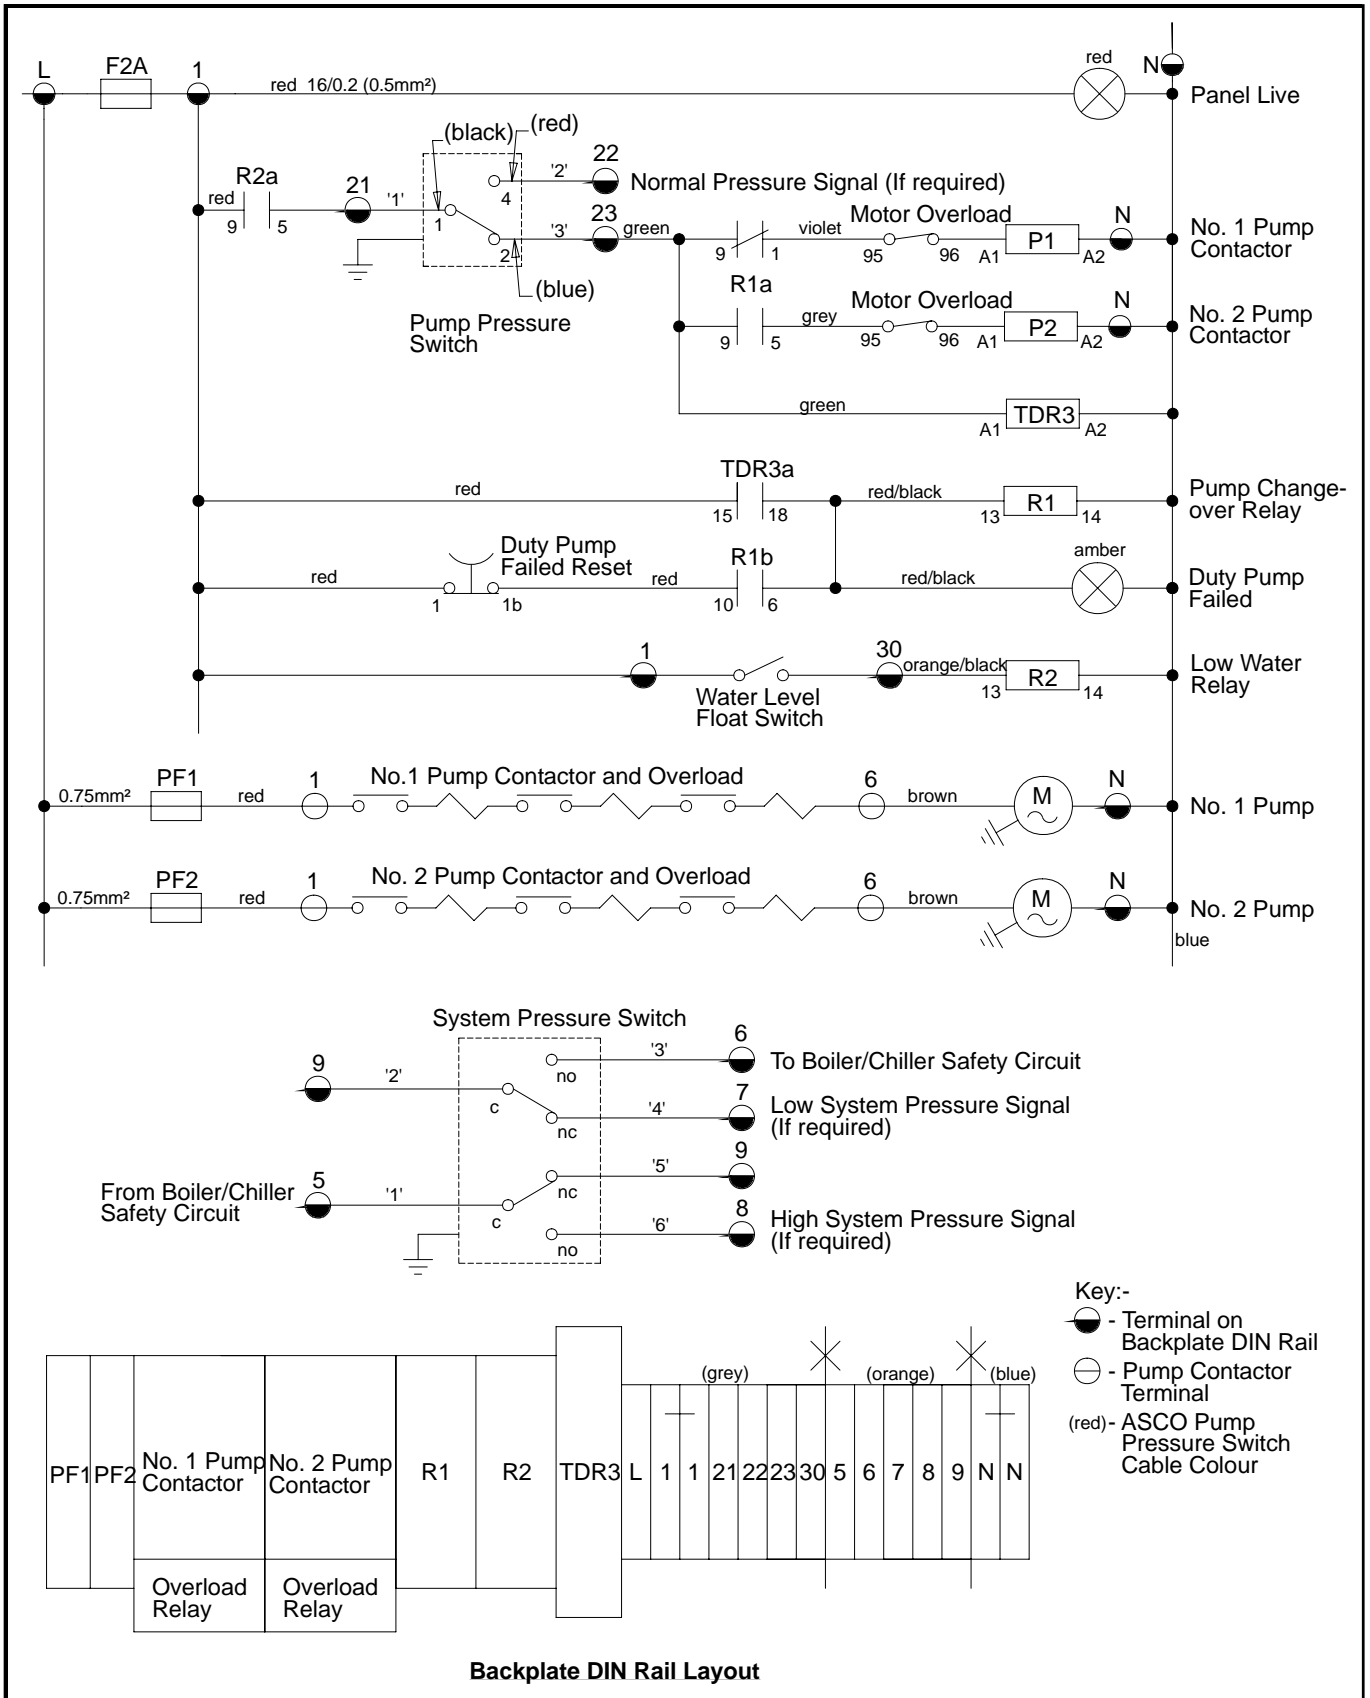 L F2A 1 red 16/0.2 (0.5mm²) red N
Panel Live
(black) (red)
R2a 21 '1' '2' 22 Normal Pressure Signal (If required)
red 9 5 1 4
'3' 23 green violet Motor Overload N No. 1 Pump
2 9 1 95 96 A1 P1 A2 Contactor
(blue) R1a
Pump Pressure
Switch
grey Motor Overload N No. 2 Pump
9 5 95 96 A1 P2 A2 Contactor
green A1 TDR3 A2
TDR3a
red 15 18 red/black 13 R1 14 Pump Change-
over Relay
Duty Pump
Failed Reset
red 1 1b red R1b 10 6 red/black amber Duty Pump
Failed
1 30 orange/black 13 R2 14 Low Water
Relay
Water Level
Float Switch
0.75mm² PF1 red 1 No.1 Pump Contactor and Overload 6 brown M N No. 1 Pump
0.75mm² PF2 red 1 No. 2 Pump Contactor and Overload 6 brown M N No. 2 Pump
blue
System Pressure Switch
no '3' 6 To Boiler/Chiller Safety Circuit
9 '2' c
nc '4' 7 Low System Pressure Signal
(If required)
nc '5' 9
From Boiler/Chiller
Safety Circuit
5 '1' c
no '6' 8 High System Pressure Signal
(If required)
Key:-
- Terminal on
Backplate DIN Rail
- Pump Contactor
Terminal
(red)- ASCO Pump
Pressure Switch
Cable Colour
(grey) (orange) (blue)
PF1 PF2 No. 1 Pump
Contactor
No. 2 Pump
Contactor
R1 R2 TDR3 L 1 1 21 22 23 30 5 6 7 8 9 N N
Overload
Relay
Overload
Relay
Backplate DIN Rail Layout